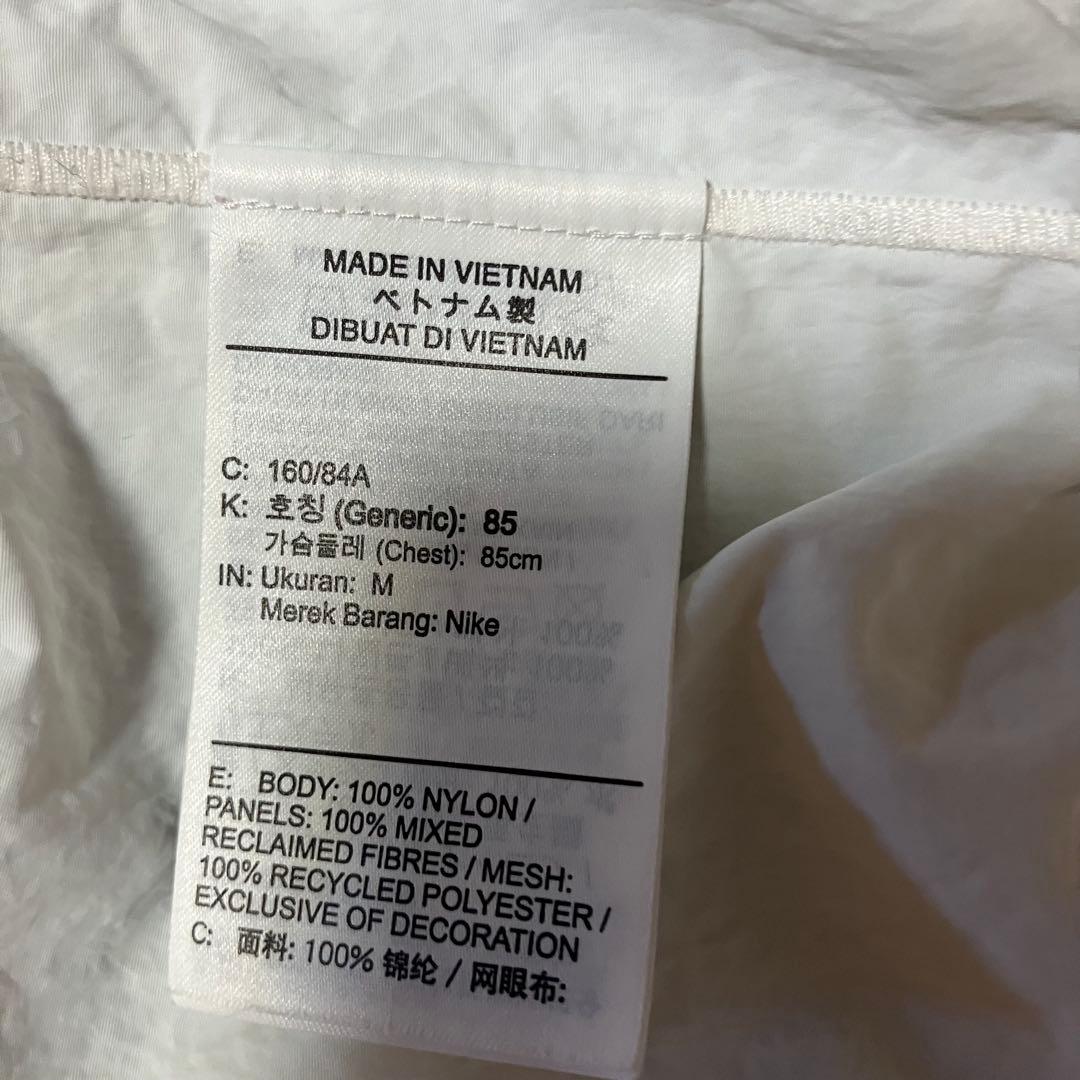 MADE IN VIETNAM
ベトナム製
DIBUAT DI VIETNAM
C: 160/84A
K: 호칭 (Generic): 85
가슴둘레 (Chest): 85cm
IN: Ukuran: M
Merek Barang: Nike
E: BODY: 100% NYLON /
PANELS: 100% MIXED
RECLAIMED FIBRES / MESH:
100% RECYCLED POLYESTER /
EXCLUSIVE OF DECORATION
C: 面料: 100% 锦纶 / 网眼布: